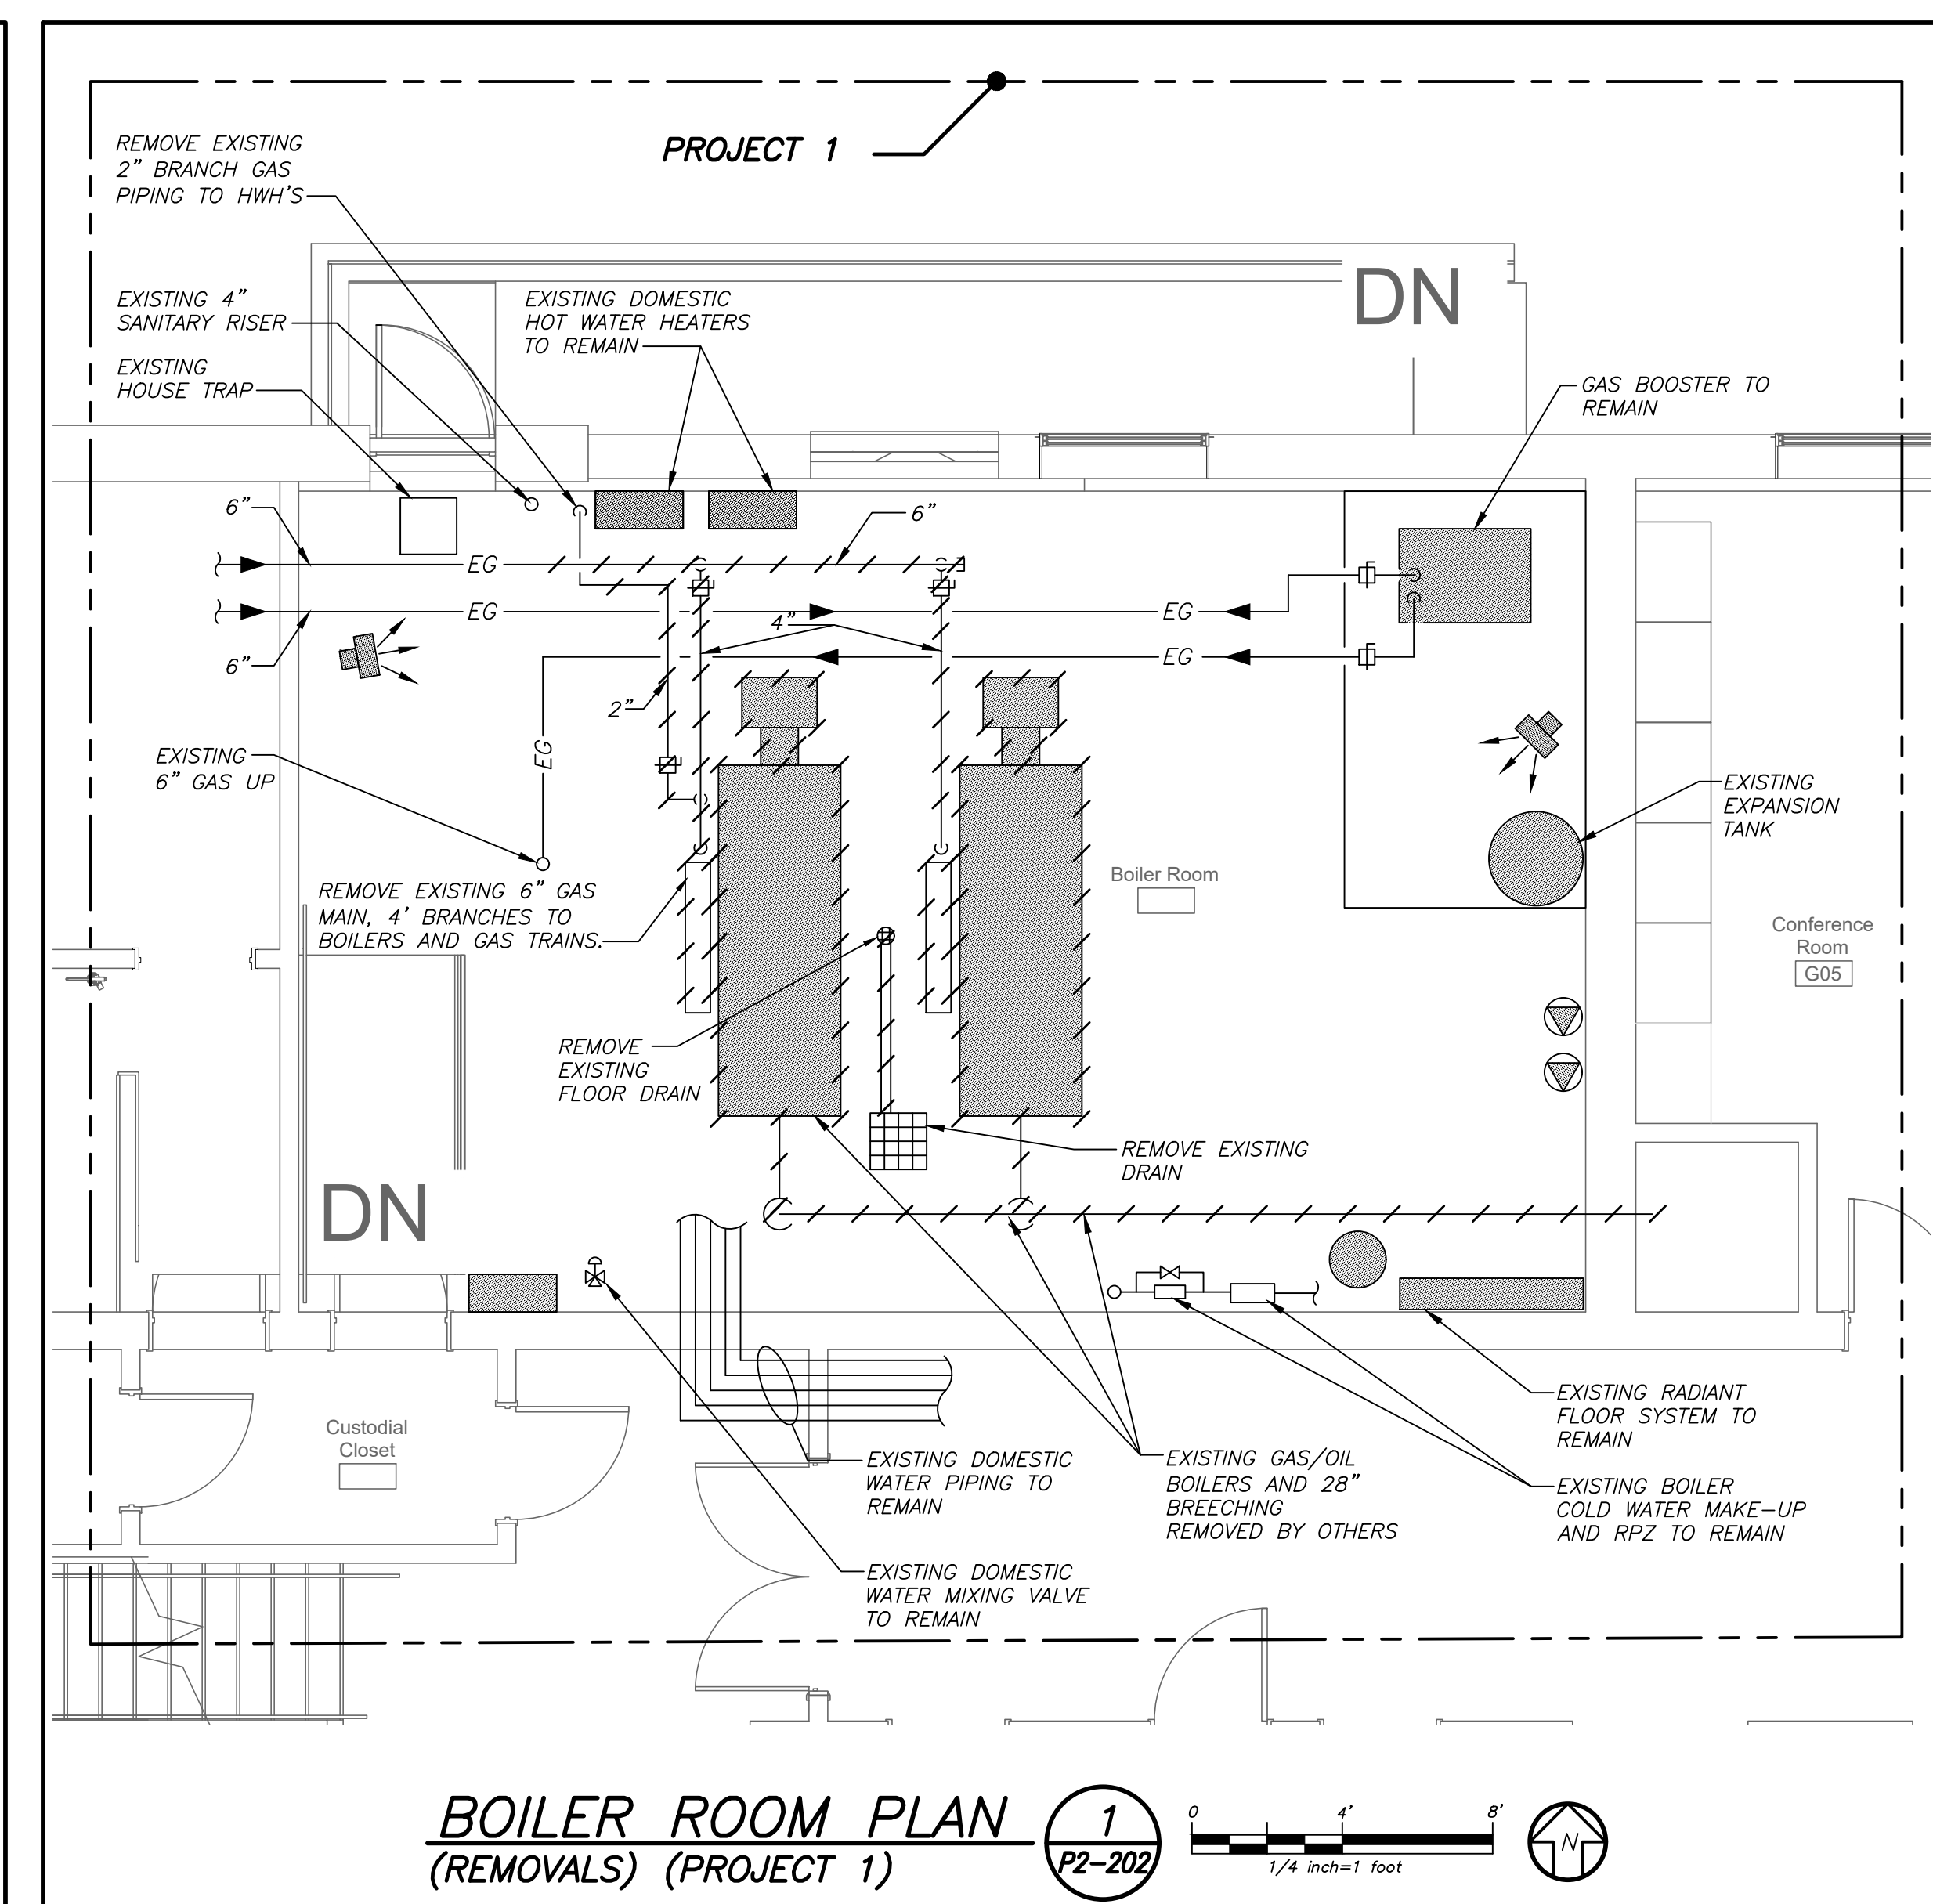 PROJECT 1
REMOVE EXISTING
2" BRANCH GAS
PIPING TO HWH'S
DN
EXISTING 4"
SANITARY RISER
EXISTING DOMESTIC
HOT WATER HEATERS
TO REMAIN
EXISTING
HOUSE TRAP
GAS BOOSTER TO
REMAIN
6"
6"
EG
EG
EG
4"
6"
EG
2"
EG
EXISTING
6" GAS UP
EXISTING
EXPANSION
TANK
Boiler Room
REMOVE EXISTING 6" GAS
MAIN, 4' BRANCHES TO
BOILERS AND GAS TRAINS.
Conference
Room
G05
REMOVE
EXISTING
FLOOR DRAIN
REMOVE EXISTING
DRAIN
DN
EXISTING RADIANT
FLOOR SYSTEM TO
REMAIN
Custodial
Closet
EXISTING DOMESTIC
WATER PIPING TO
REMAIN
EXISTING GAS/OIL
BOILERS AND 28"
BREECHING
REMOVED BY OTHERS
EXISTING BOILER
COLD WATER MAKE-UP
AND RPZ TO REMAIN
EXISTING DOMESTIC
WATER MIXING VALVE
TO REMAIN
BOILER ROOM PLAN
(REMOVALS) (PROJECT 1)
1
P2-202
0 4' 8'
1/4 inch=1 foot
N